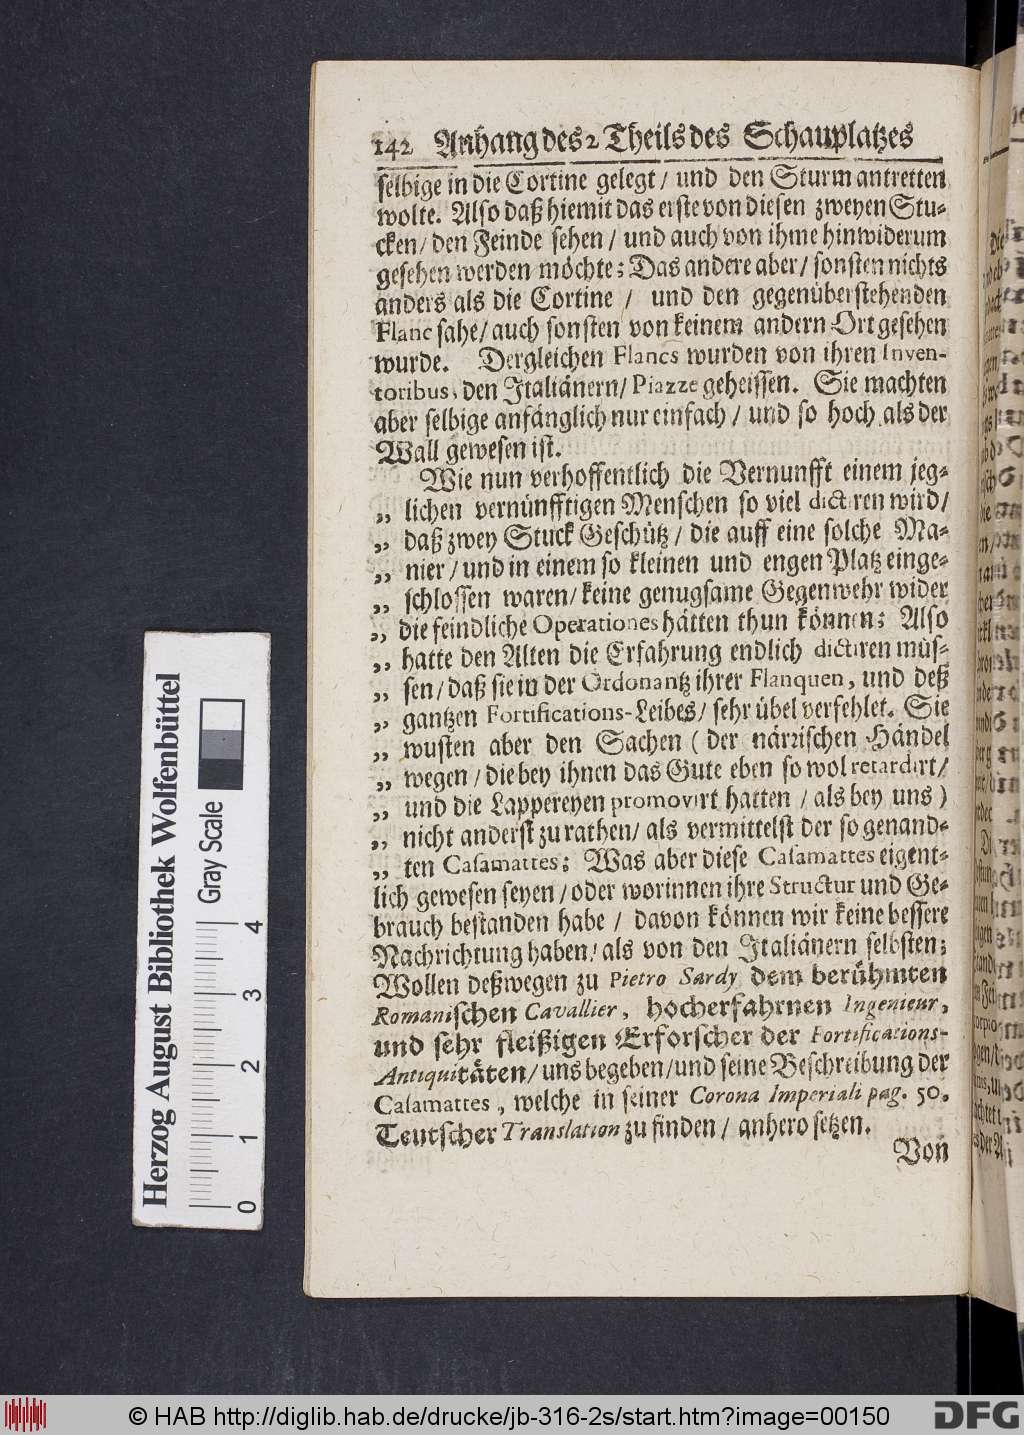 142 Anhang des 2 Theils des Schauplatzes
selbige in die Cortine gelegt / und den Sturm antretten
wolte. Also daß hiemit das erste von diesen zweyen Stu-
cken / den Feinde sehen / und auch von ihme hinwiderum
gesehen werden möchte; Das andere aber / sonsten nichts
anders als die Cortine / und den gegenüberstehenden
Flanc sahe / auch sonsten von keinem andern Ort gesehen
wurde. Dergleichen Flancs wurden von ihren Inven-
toribus, den Italiänern / Piazze geheissen. Sie machten
aber selbige anfänglich nur einfach / und so hoch als der
Wall gewesen ist.
Wie nun verhoffentlich die Vernunfft einem jeg-
„ lichen vernünfftigen Menschen so viel dictiren wird /
„ daß zwey Stuck Geschütz / die auff eine solche Ma-
„ nier / und in einem so kleinen und engen Platz einge-
„ schlossen waren / keine genugsame Gegenwehr wider
„ die feindliche Operationes hätten thun können; Also
„ hatte den Alten die Erfahrung endlich dictiren müs-
„ sen / daß sie in der Ordonantz ihrer Flanquen, und deß
„ gantzen Fortifications-Leibes / sehr übel verfehlet. Sie
„ wusten aber den Sachen ( der närrischen Händel
„ wegen / die bey ihnen das Gute eben so wol retardirt /
„ und die Lappereyen promovirt hatten / als bey uns )
„ nicht anderst zu rathen / als vermittelst der so genand-
„ ten Casamattes; Was aber diese Casamattes eigent-
lich gewesen seyen / oder worinnen ihre Structur und Ge-
brauch bestanden habe / davon können wir keine bessere
Nachrichtung haben / als von den Italiänern selbsten;
Wollen deßwegen zu Pietro Sardy dem berühmten
Romanischen Cavallier, hocherfahrnen Ingenieur,
und sehr fleißigen Erforscher der Fortifications-
Antiquitäten / uns begeben / und seine Beschreibung der
Casamattes, welche in seiner Corona Imperiali pag. 50.
Teutscher Translation zu finden / anhero setzen.
Von
Herzog August Bibliothek Wolfenbüttel
Gray Scale
0 1 2 3 4
© HAB http://diglib.hab.de/drucke/jb-316-2s/start.htm?image=00150
DFG